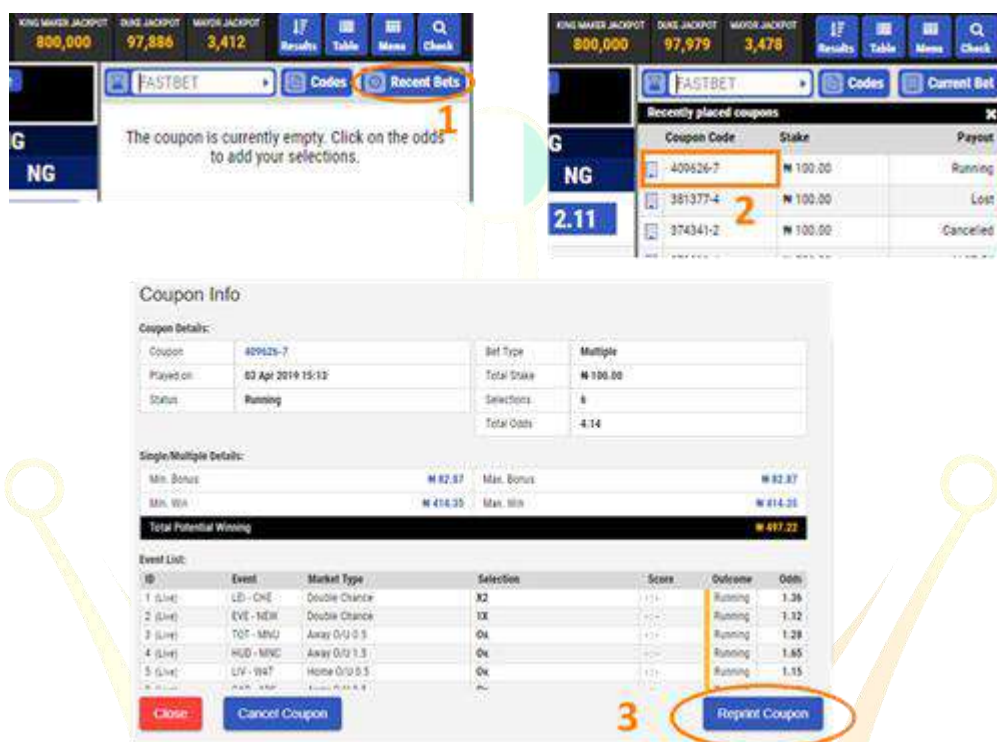 KING MAKER JACKPOT DUKE JACKPOT MAYOR JACKPOT
800,000 97,886 3,412 Results Table Menu Check
FASTBET Codes Recent Bets
1
The coupon is currently empty. Click on the odds
to add your selections.
G
NG
KING MAKER JACKPOT DUKE JACKPOT MAYOR JACKPOT
800,000 97,979 3,478 Results Table Menu Check
FASTBET Codes Current Bet
Recently placed coupons
Coupon Code Stake Payout
G
NG
2.11
409626-7 ₦ 100.00 Running
2
381377-4 ₦ 100.00 Lost
374341-2 ₦ 100.00 Cancelled
Coupon Info
Coupon Details:
Coupon 409626-7 Bet Type Multiple
Played on 03 Apr 2019 15:13 Total Stake ₦ 100.00
Status Running Selections 6
Total Odds 4.14
Single/Multiple Details:
Min. Bonus ₦ 82.87 Max. Bonus ₦ 82.87
Min. Win ₦ 414.35 Max. Win ₦ 414.35
Total Potential Winning ₦ 497.22
Event List:
ID Event Market Type Selection Score Outcome Odds
1 (Live) LEI - CHE Double Chance X2 Running 1.36
2 (Live) EVE - NEW Double Chance 1X Running 1.12
3 (Live) TOT - MNU Away O/U 0.5 Ov Running 1.28
4 (Live) HUD - MNC Away O/U 1.5 Ov Running 1.65
5 (Live) LIV - WAT Home O/U 0.5 Ov Running 1.15
Close Cancel Coupon 3 Reprint Coupon